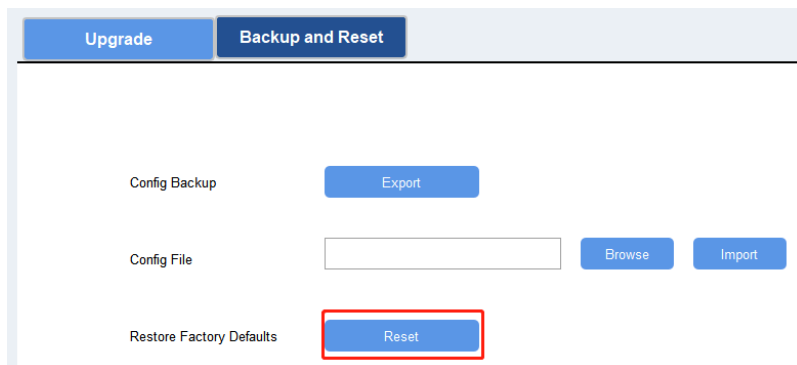 Upgrade
Backup and Reset
Config Backup
Export
Config File
Browse
Import
Restore Factory Defaults
Reset